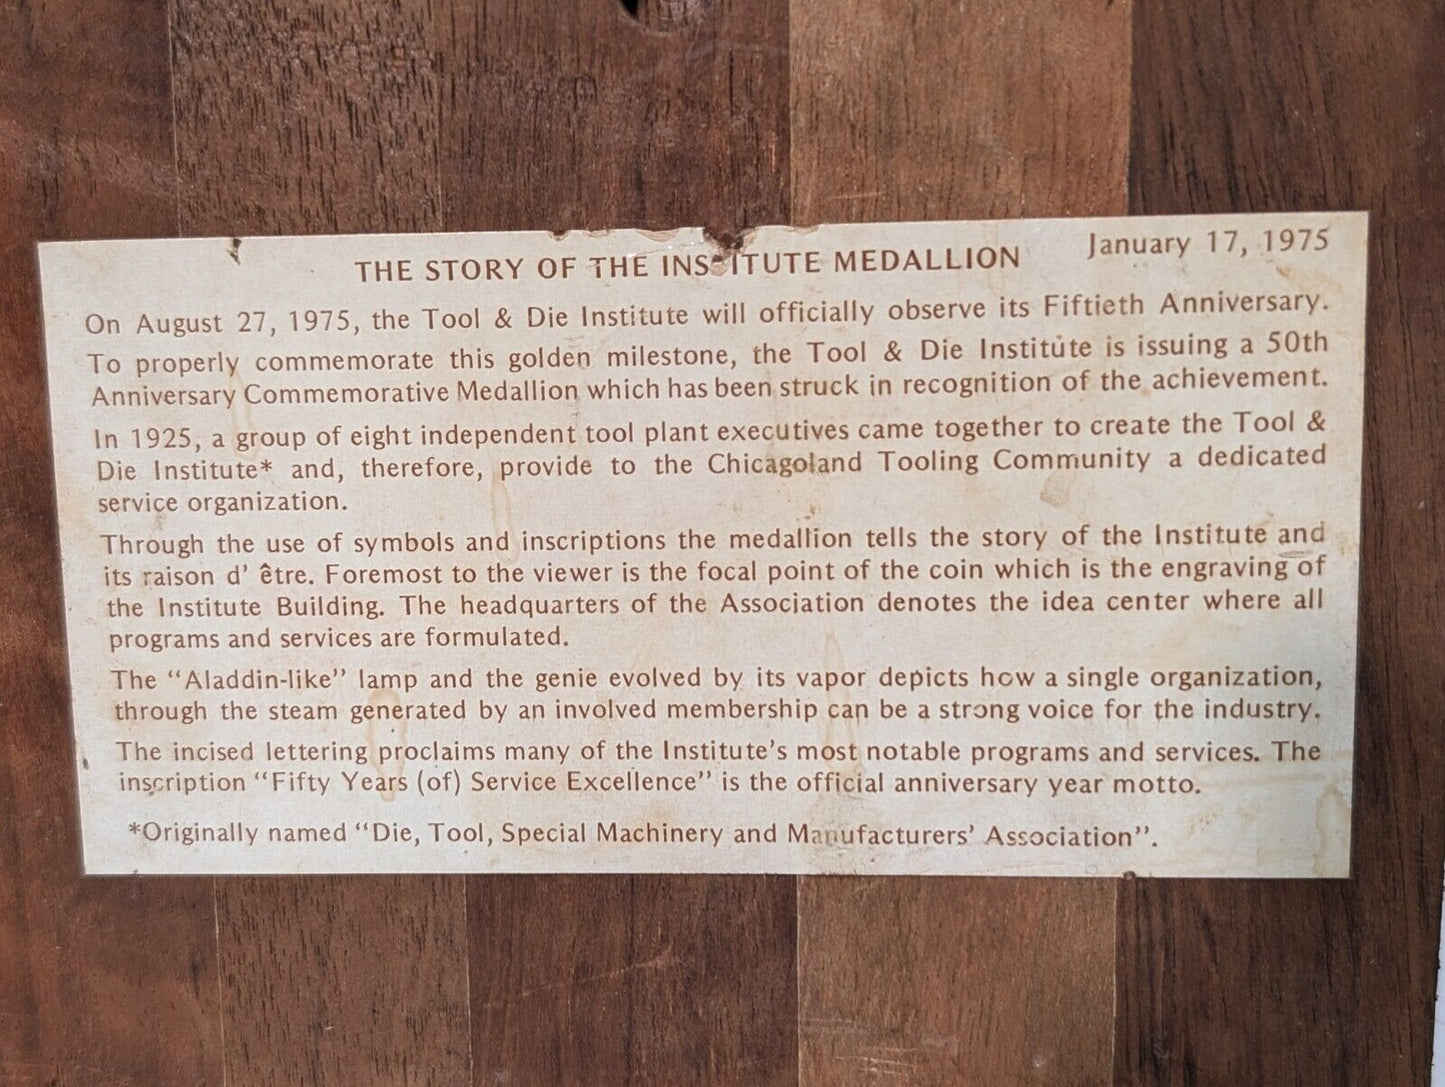 January 17, 1975
THE STORY OF THE INSTITUTE MEDALLION
On August 27, 1975, the Tool & Die Institute will officially observe its Fiftieth Anniversary.
To properly commemorate this golden milestone, the Tool & Die Institute is issuing a 50th
Anniversary Commemorative Medallion which has been struck in recognition of the achievement.
In 1925, a group of eight independent tool plant executives came together to create the Tool &
Die Institute* and, therefore, provide to the Chicagoland Tooling Community a dedicated
service organization.
Through the use of symbols and inscriptions the medallion tells the story of the Institute and
its raison d' être. Foremost to the viewer is the focal point of the coin which is the engraving of
the Institute Building. The headquarters of the Association denotes the idea center where all
programs and services are formulated.
The "Aladdin-like" lamp and the genie evolved by its vapor depicts how a single organization,
through the steam generated by an involved membership can be a strong voice for the industry.
The incised lettering proclaims many of the Institute's most notable programs and services. The
inscription "Fifty Years (of) Service Excellence" is the official anniversary year motto.
*Originally named "Die, Tool, Special Machinery and Manufacturers' Association".